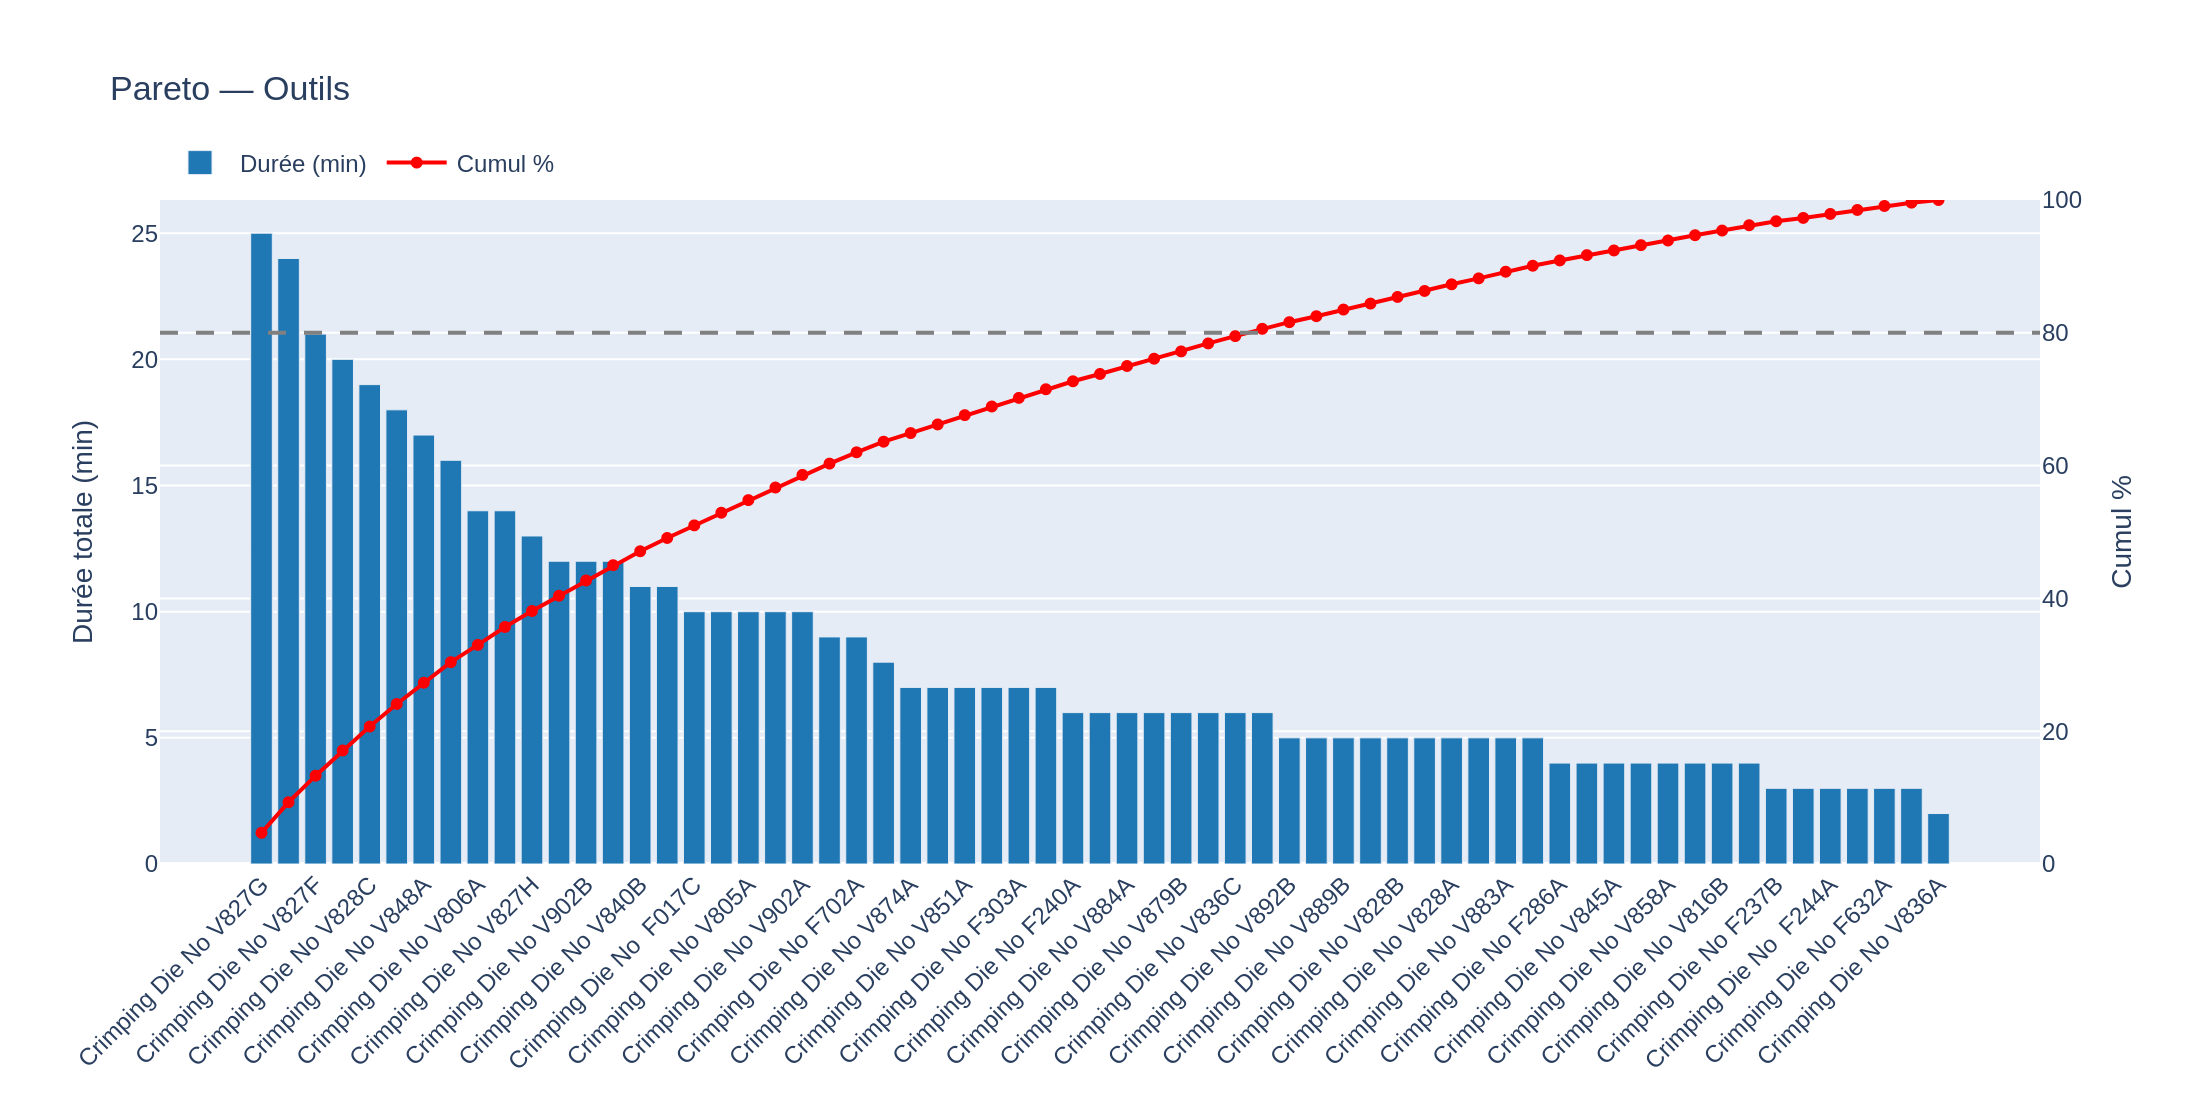 Pareto — Outils
Durée (min)
Cumul %
Durée totale (min)
25
20
15
10
5
0
100
80
60
40
20
0
Cumul %
Crimping Die No V827G
Crimping Die No V827F
Crimping Die No V828C
Crimping Die No V848A
Crimping Die No V806A
Crimping Die No V827H
Crimping Die No V902B
Crimping Die No V840B
Crimping Die No  F017C
Crimping Die No V805A
Crimping Die No V902A
Crimping Die No F702A
Crimping Die No V874A
Crimping Die No V851A
Crimping Die No F303A
Crimping Die No F240A
Crimping Die No V884A
Crimping Die No V879B
Crimping Die No V836C
Crimping Die No V892B
Crimping Die No V889B
Crimping Die No V828B
Crimping Die No V828A
Crimping Die No V883A
Crimping Die No F286A
Crimping Die No V845A
Crimping Die No V858A
Crimping Die No V816B
Crimping Die No F237B
Crimping Die No  F244A
Crimping Die No F632A
Crimping Die No V836A